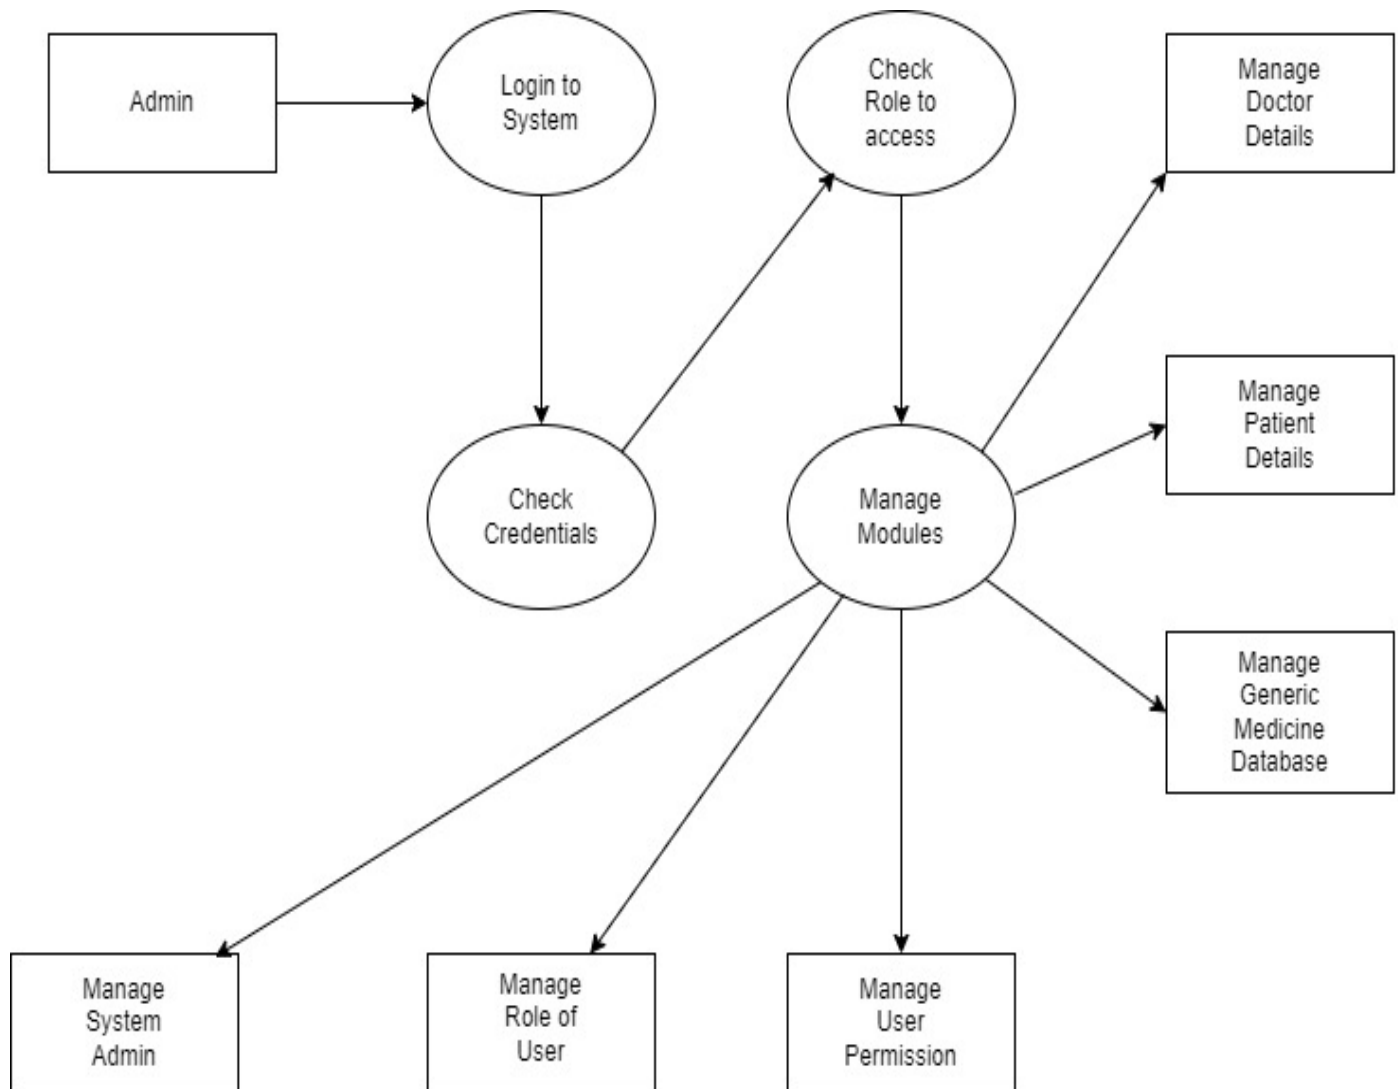 Admin
Login to
System
Check
Role to
access
Manage
Doctor
Details
Manage
Patient
Details
Check
Credentials
Manage
Modules
Manage
Generic
Medicine
Database
Manage
System
Admin
Manage
Role of
User
Manage
User
Permission